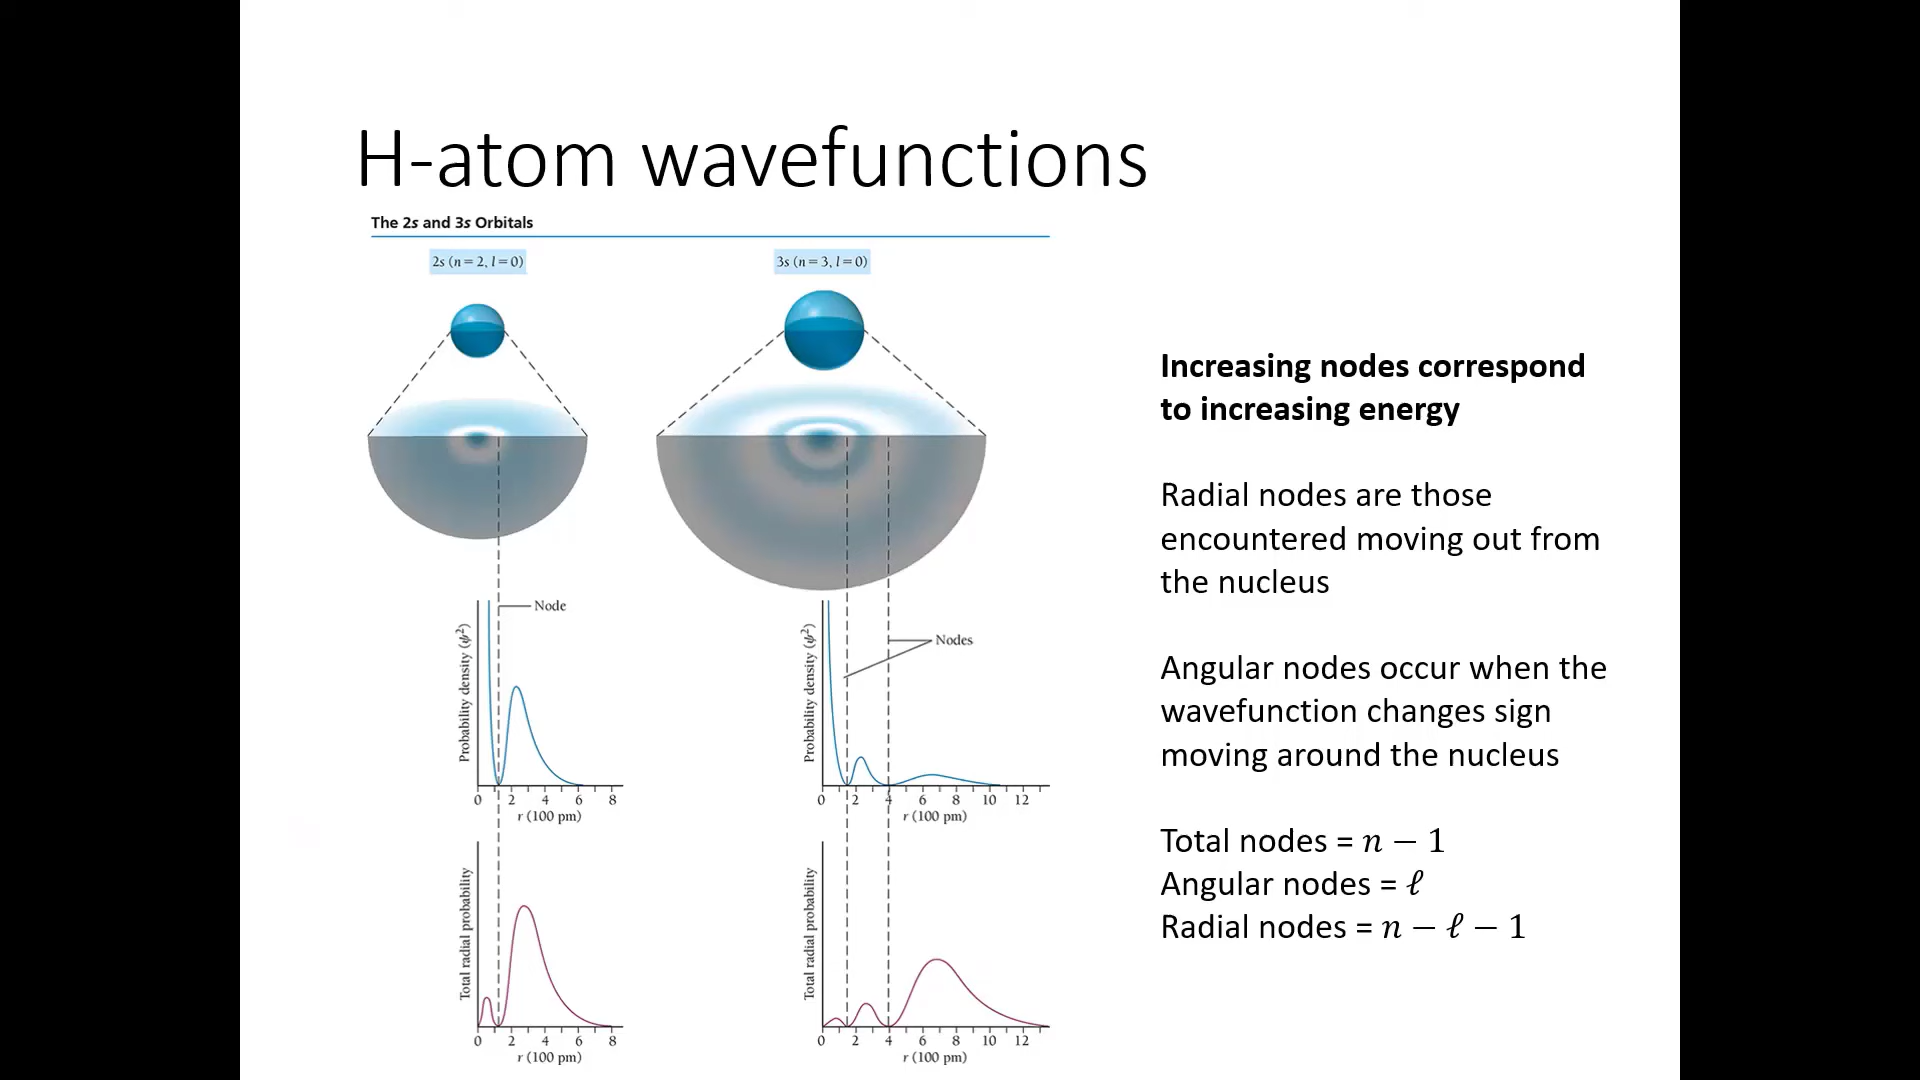 H-atom wavefunctions
The 2s and 3s Orbitals
2s (n = 2, l = 0)
3s (n = 3, l = 0)
Node
Probability density (ψ²)
0 2 4 6 8
r (100 pm)
Nodes
Probability density (ψ²)
0 2 4 6 8 10 12
r (100 pm)
Total radial probability
0 2 4 6 8
r (100 pm)
Total radial probability
0 2 4 6 8 10 12
r (100 pm)
Increasing nodes correspond
to increasing energy
Radial nodes are those
encountered moving out from
the nucleus
Angular nodes occur when the
wavefunction changes sign
moving around the nucleus
Total nodes = n − 1
Angular nodes = ℓ
Radial nodes = n − ℓ − 1